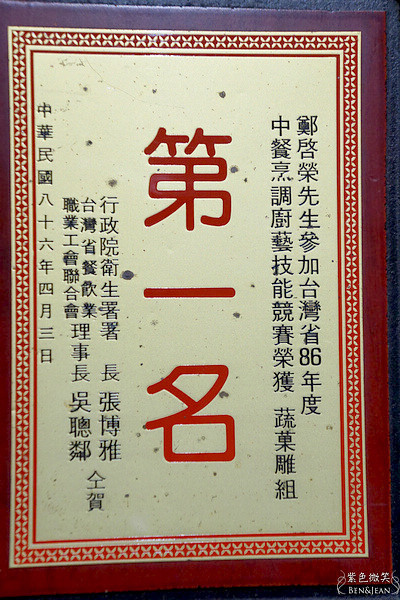 鄭啓榮先生參加台灣省86年度
中餐烹調廚藝技能競賽榮獲 蔬菓雕組
第一名
行政院衛生署署 長 張博雅
台灣省餐飲業
職業工會聯合會 理事長 吳聰鄰
仝賀
中華民國八十六年四月三日
紫色微笑
BEN&JEAN